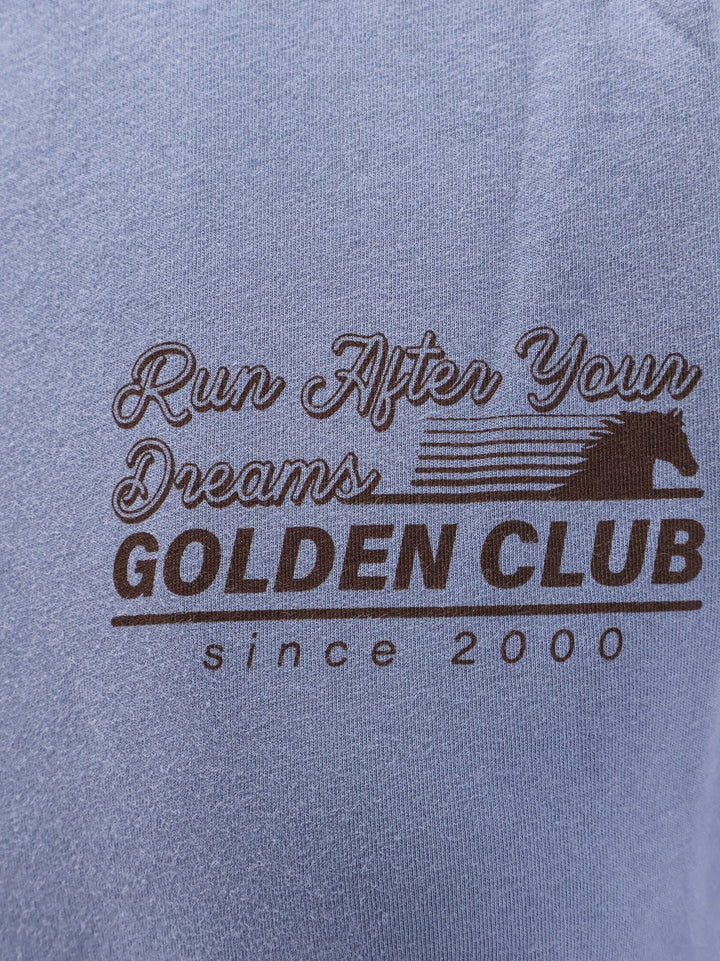 Run After Your
Dreams
GOLDEN CLUB
since 2000